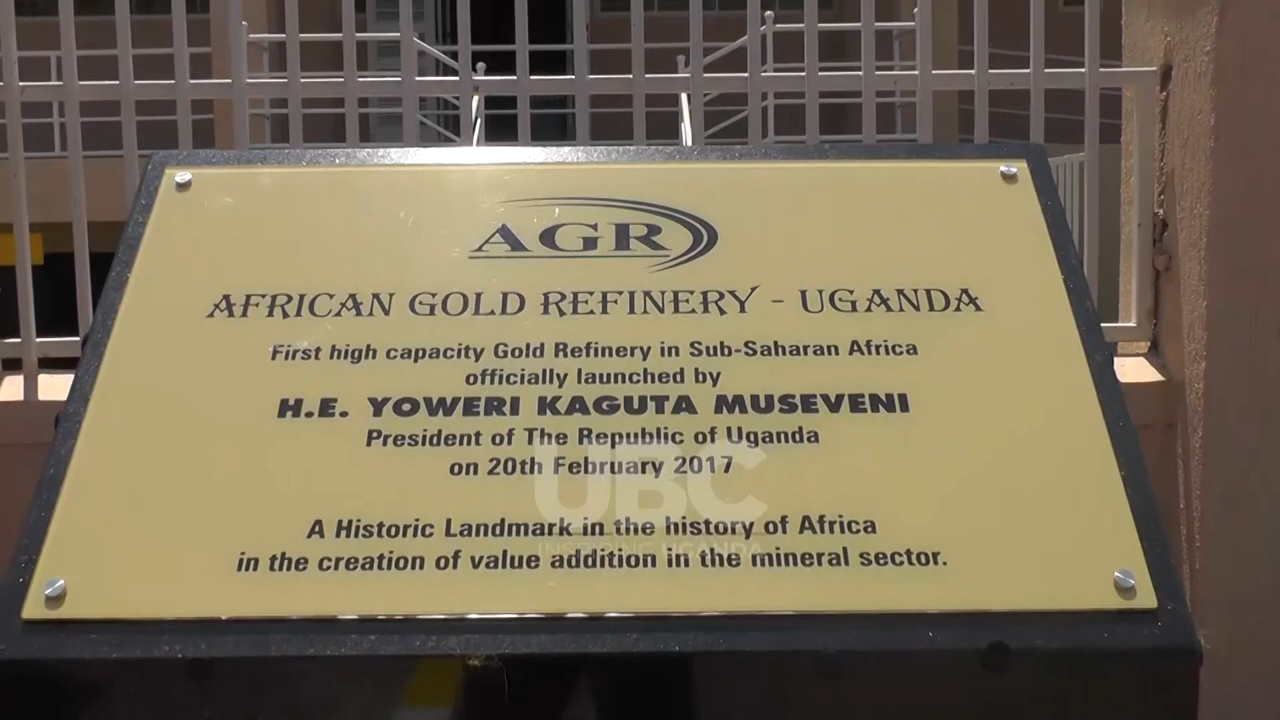 AGR
AFRICAN GOLD REFINERY - UGANDA
First high capacity Gold Refinery in Sub-Saharan Africa
officially launched by
H.E. YOWERI KAGUTA MUSEVENI
President of The Republic of Uganda
on 20th February 2017
UBC
A Historic Landmark in the history of Africa
INSPIRING UGANDA
in the creation of value addition in the mineral sector.